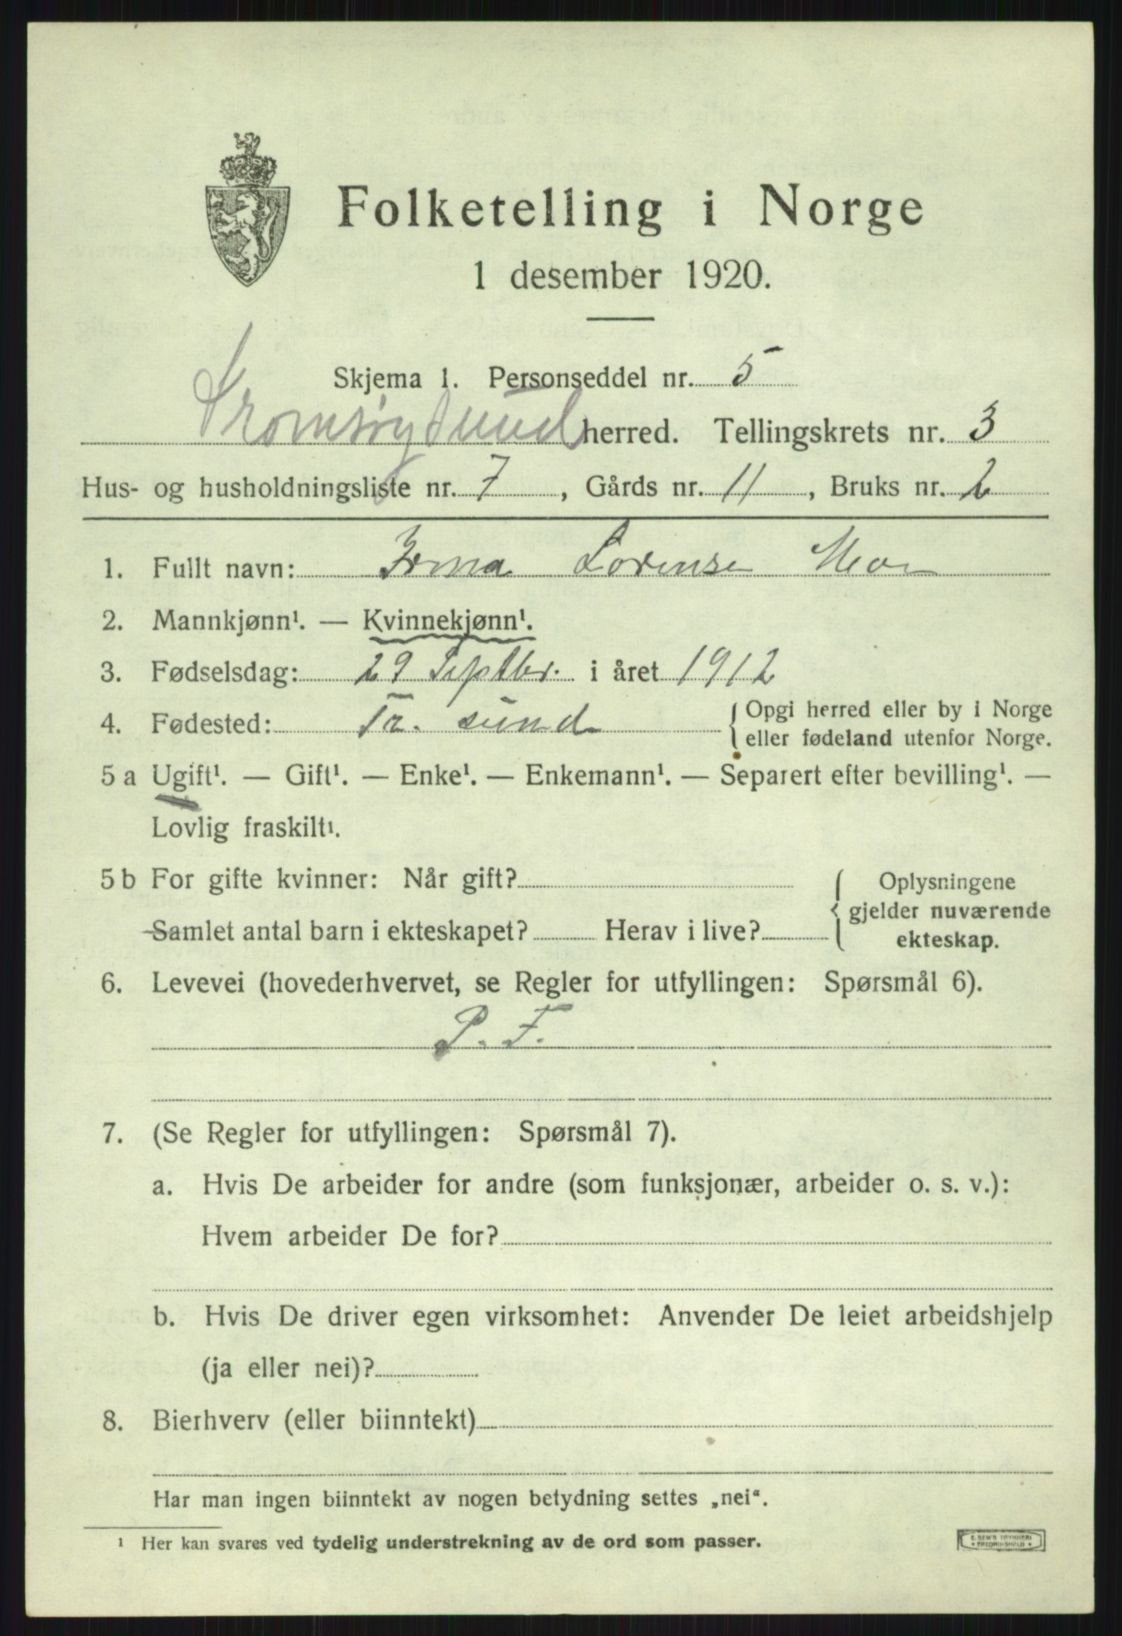 Folketelling i Norge
1 desember 1920.
Skjema 1. Personseddel nr. 5
Tromsøysund herred. Tellingskrets nr. 3
Hus- og husholdningsliste nr. 7, Gårds nr. 11, Bruks nr. 2
1. Fullt navn: Irma Lorense Moe
2. Mannkjønn¹. — Kvinnekjønn¹.
3. Fødselsdag: 29 Septbr. i året 1912
4. Fødested: Tr. sund { Opgi herred eller by i Norge
eller fødeland utenfor Norge.
5 a Ugift¹. — Gift¹. — Enke¹. — Enkemann¹. — Separert efter bevilling¹. —
Lovlig fraskilt¹.
5 b For gifte kvinner: Når gift? { Oplysningene
gjelder nuværende
Samlet antal barn i ekteskapet? Herav i live? ekteskap.
6. Levevei (hovederhvervet, se Regler for utfyllingen: Spørsmål 6).
P. F.
7. (Se Regler for utfyllingen: Spørsmål 7).
a. Hvis De arbeider for andre (som funksjonær, arbeider o. s. v.):
Hvem arbeider De for?
b. Hvis De driver egen virksomhet: Anvender De leiet arbeidshjelp
(ja eller nei)?
8. Bierhverv (eller biinntekt)
Har man ingen biinntekt av nogen betydning settes „nei“.
¹ Her kan svares ved tydelig understrekning av de ord som passer.